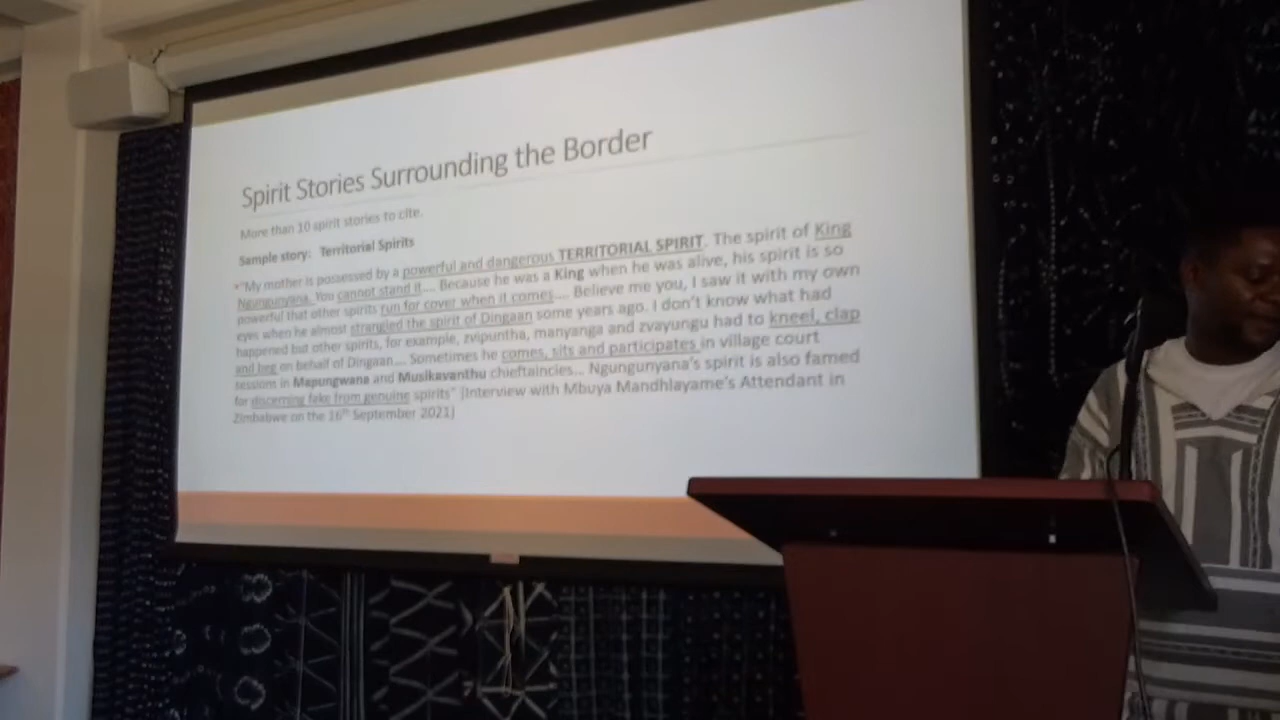 Spirit Stories Surrounding the Border
More than 10 spirit stories to cite.
Sample story: Territorial Spirits
"My mother is possessed by a powerful and dangerous TERRITORIAL SPIRIT. The spirit of King
Ngungunyana. You cannot stand it.... Because he was a King when he was alive, his spirit is so
powerful that other spirits run for cover when it comes.... Believe me you, I saw it with my own
eyes when he almost strangled the spirit of Dingaan some years ago. I don't know what had
happened but other spirits, for example, zvipuntha, manyanga and zvayungu had to kneel, clap
and beg on behalf of Dingaan.... Sometimes he comes, sits and participates in village court
sessions in Mapungwana and Musikavanthu chieftaincies... Ngungunyana's spirit is also famed
for discerning fake from genuine spirits" [Interview with Mbuya Mandhlayame's Attendant in
Zimbabwe on the 16th September 2021]